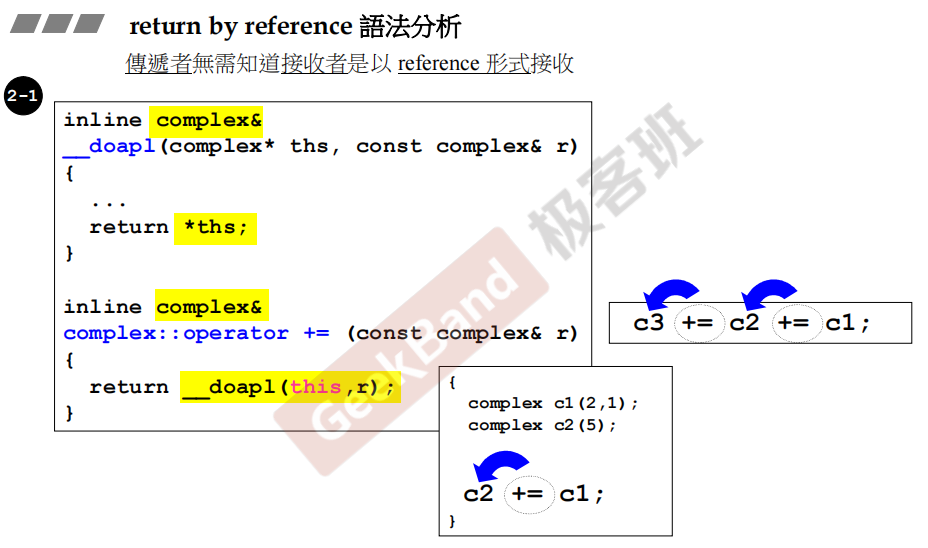 return by reference 語法分析
傳遞者無需知道接收者是以 reference 形式接收
2-1
inline complex&
__doapl(complex* ths, const complex& r)
{
...
return *ths;
}
inline complex&
complex::operator += (const complex& r)
{
return __doapl(this,r);
}
c3 += c2 += c1;
{
complex c1(2,1);
complex c2(5);
c2 += c1;
}
GeekBand 极客班